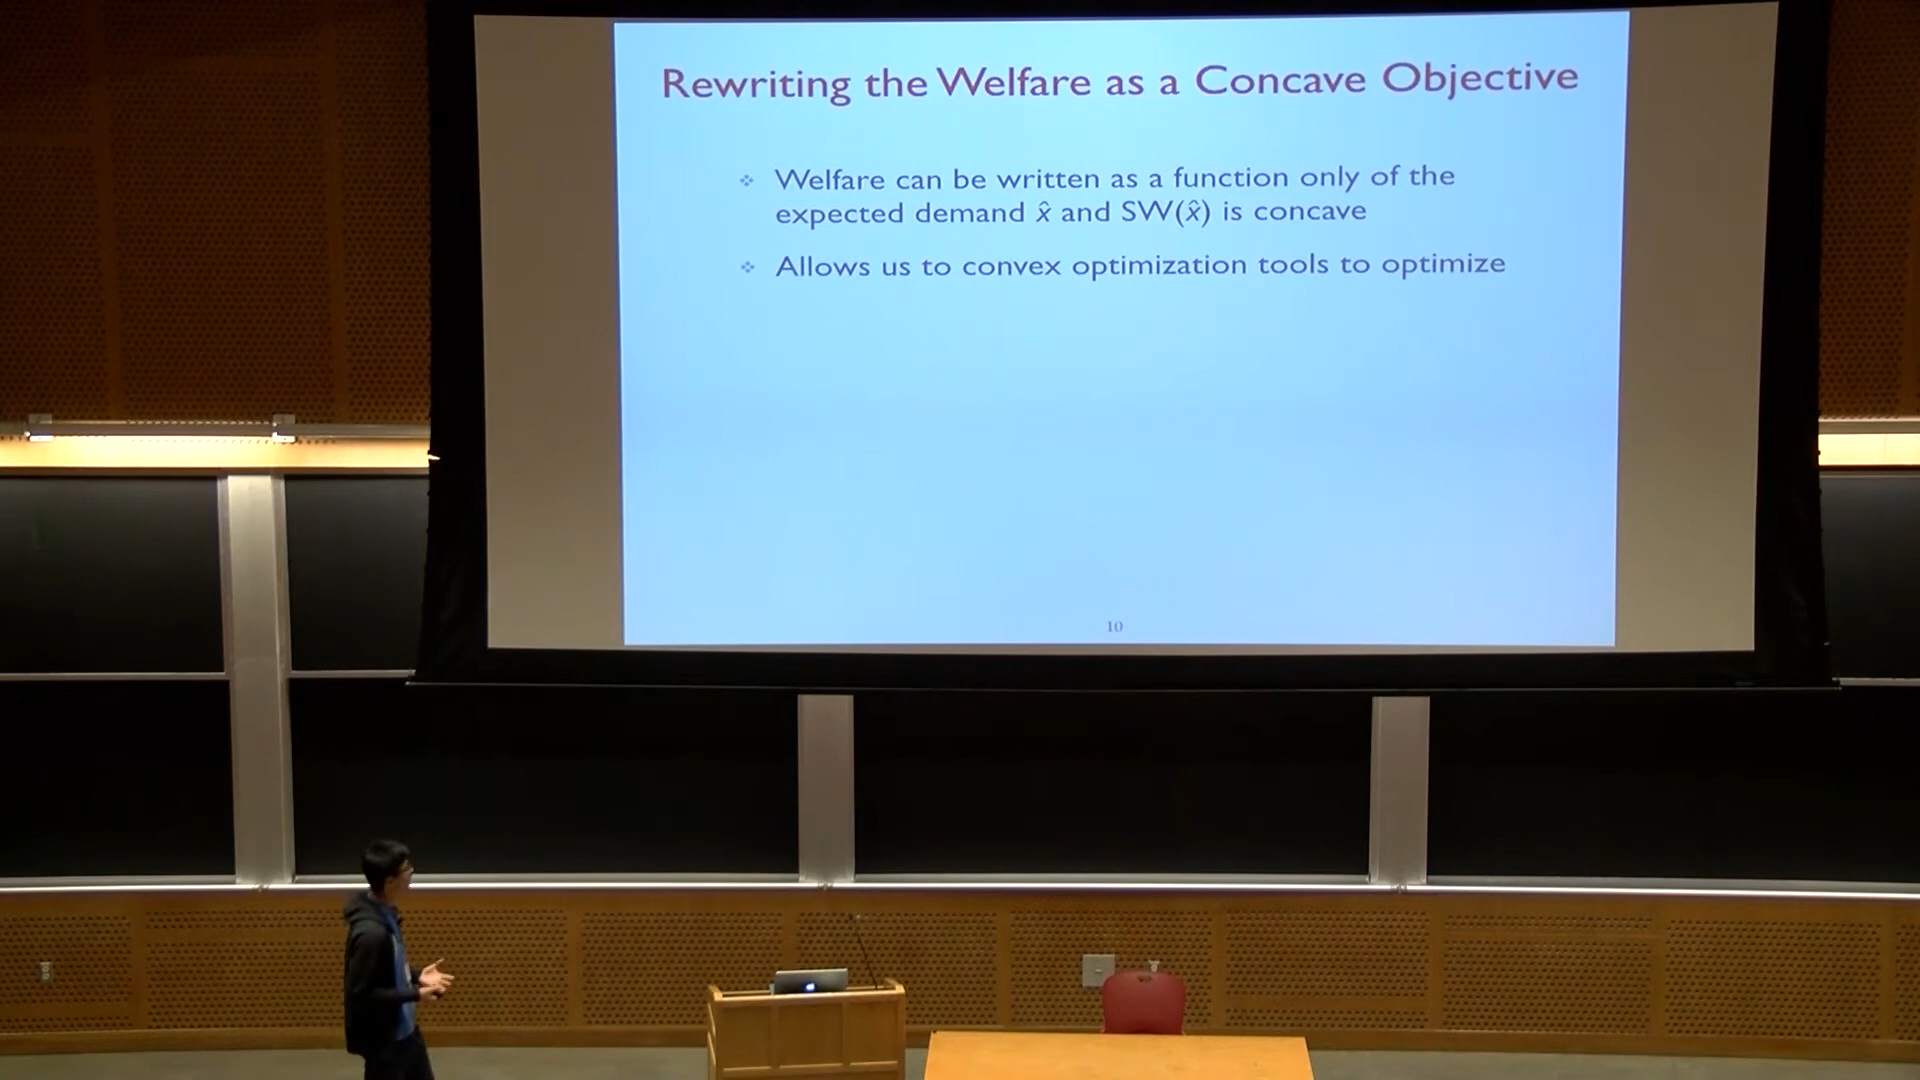 Rewriting the Welfare as a Concave Objective
Welfare can be written as a function only of the
expected demand x̂ and SW(x̂) is concave
Allows us to convex optimization tools to optimize
10